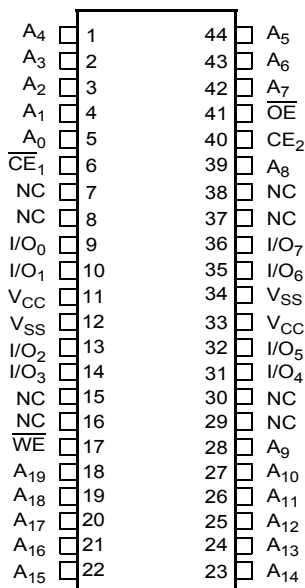 A4 1 44 A5
A3 2 43 A6
A2 3 42 A7
A1 4 41 O̅E̅
A0 5 40 CE2
C̅E̅1 6 39 A8
NC 7 38 NC
NC 8 37 NC
I/O0 9 36 I/O7
I/O1 10 35 I/O6
VCC 11 34 VSS
VSS 12 33 VCC
I/O2 13 32 I/O5
I/O3 14 31 I/O4
NC 15 30 NC
NC 16 29 NC
W̅E̅ 17 28 A9
A19 18 27 A10
A18 19 26 A11
A17 20 25 A12
A16 21 24 A13
A15 22 23 A14